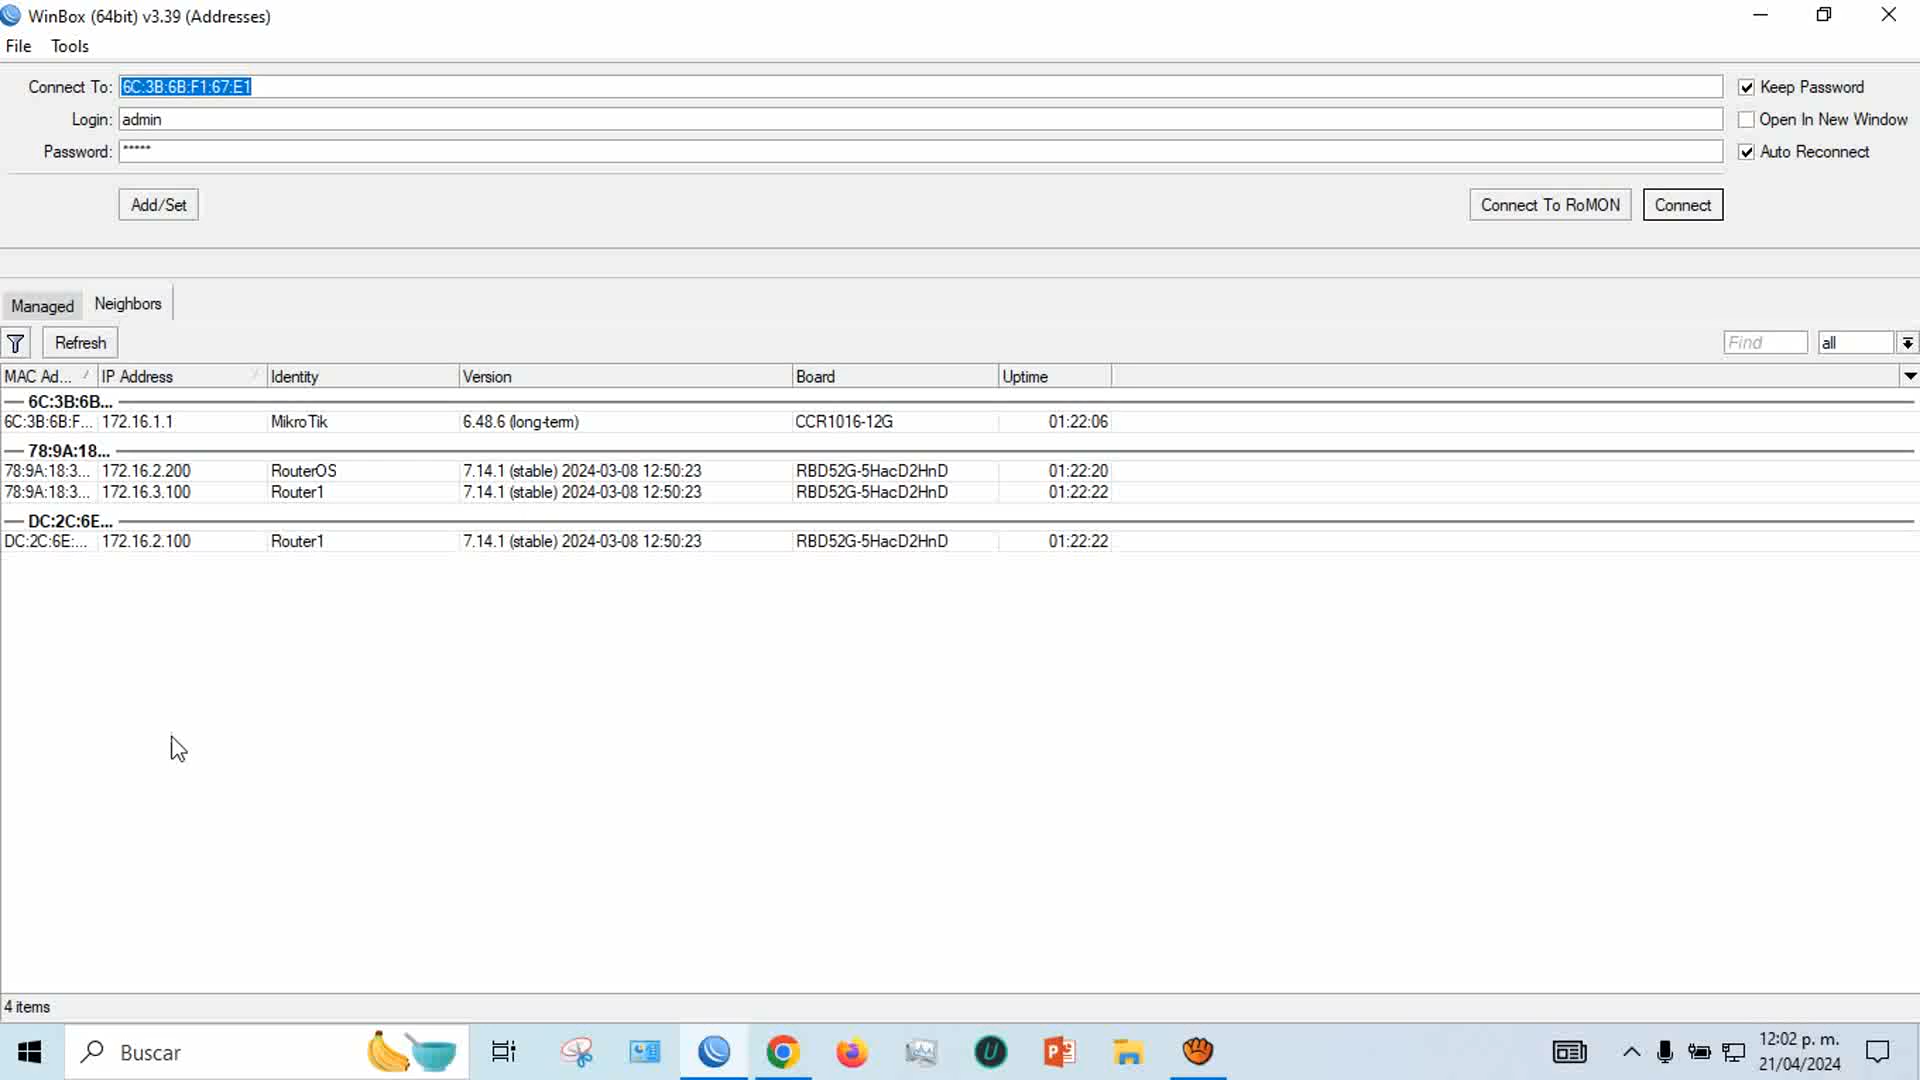 WinBox (64bit) v3.39 (Addresses)
File Tools
Connect To: 6C:3B:6B:F1:67:E1 Keep Password
Login: admin Open In New Window
Password: ***** Auto Reconnect
Add/Set Connect To RoMON Connect
Managed Neighbors
Refresh Find all
MAC Ad... IP Address Identity Version Board Uptime
6C:3B:6B...
6C:3B:6B:F... 172.16.1.1 MikroTik 6.48.6 (long-term) CCR1016-12G 01:22:06
78:9A:18...
78:9A:18:3... 172.16.2.200 RouterOS 7.14.1 (stable) 2024-03-08 12:50:23 RBD52G-5HacD2HnD 01:22:20
78:9A:18:3... 172.16.3.100 Router1 7.14.1 (stable) 2024-03-08 12:50:23 RBD52G-5HacD2HnD 01:22:22
DC:2C:6E...
DC:2C:6E:... 172.16.2.100 Router1 7.14.1 (stable) 2024-03-08 12:50:23 RBD52G-5HacD2HnD 01:22:22
4 items
Buscar 12:02 p. m.
21/04/2024